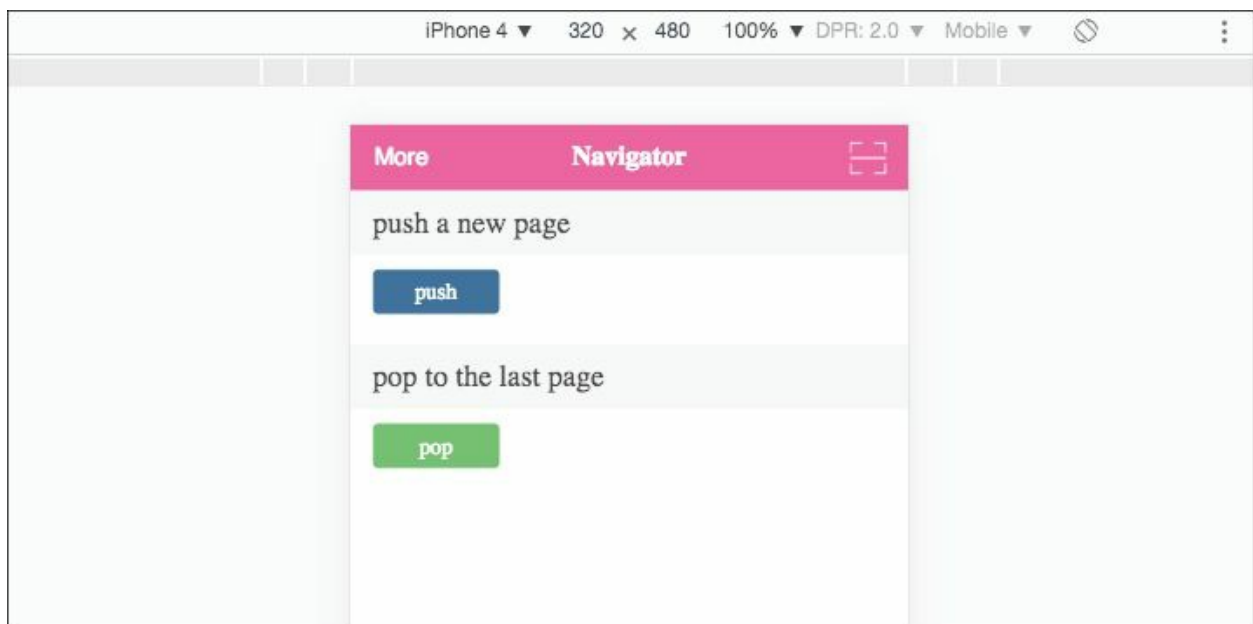 iPhone 4 ▼ 320 × 480 100% ▼ DPR: 2.0 ▼ Mobile ▼
More Navigator
push a new page
push
pop to the last page
pop